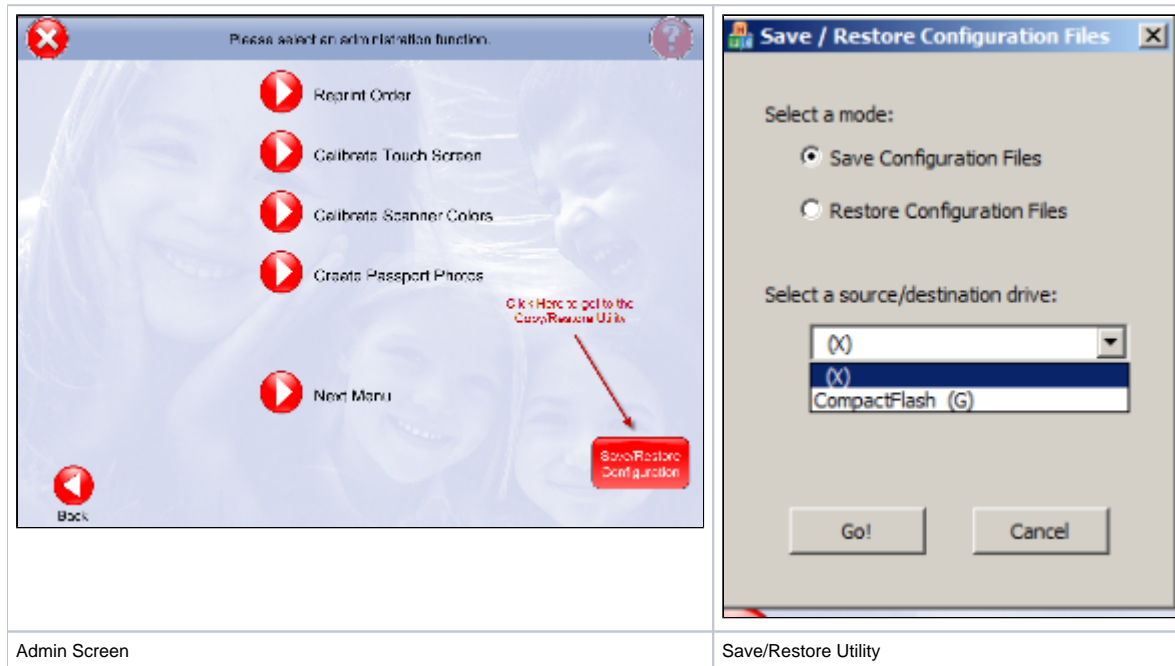 Please select an administration function.
?
Reprint Order
Calibrate Touch Screen
Calibrate Scanner Colors
Create Passport Photos
Click Here to get to the
Copy/Restore Utility
Next Menu
Save/Restore
Configuration
Back
Save / Restore Configuration Files
Select a mode:
Save Configuration Files
Restore Configuration Files
Select a source/destination drive:
(X)
(X)
CompactFlash (G)
Go!
Cancel
Admin Screen
Save/Restore Utility